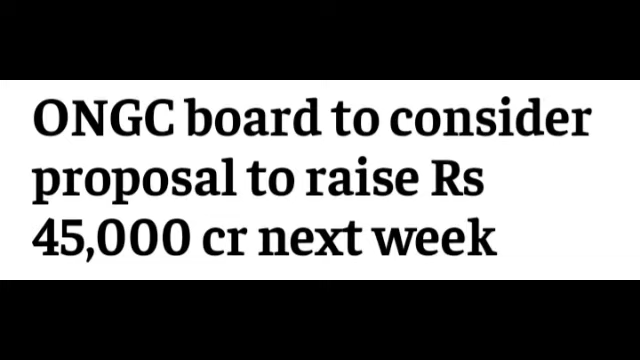 ONGC board to consider
proposal to raise Rs
45,000 cr next week